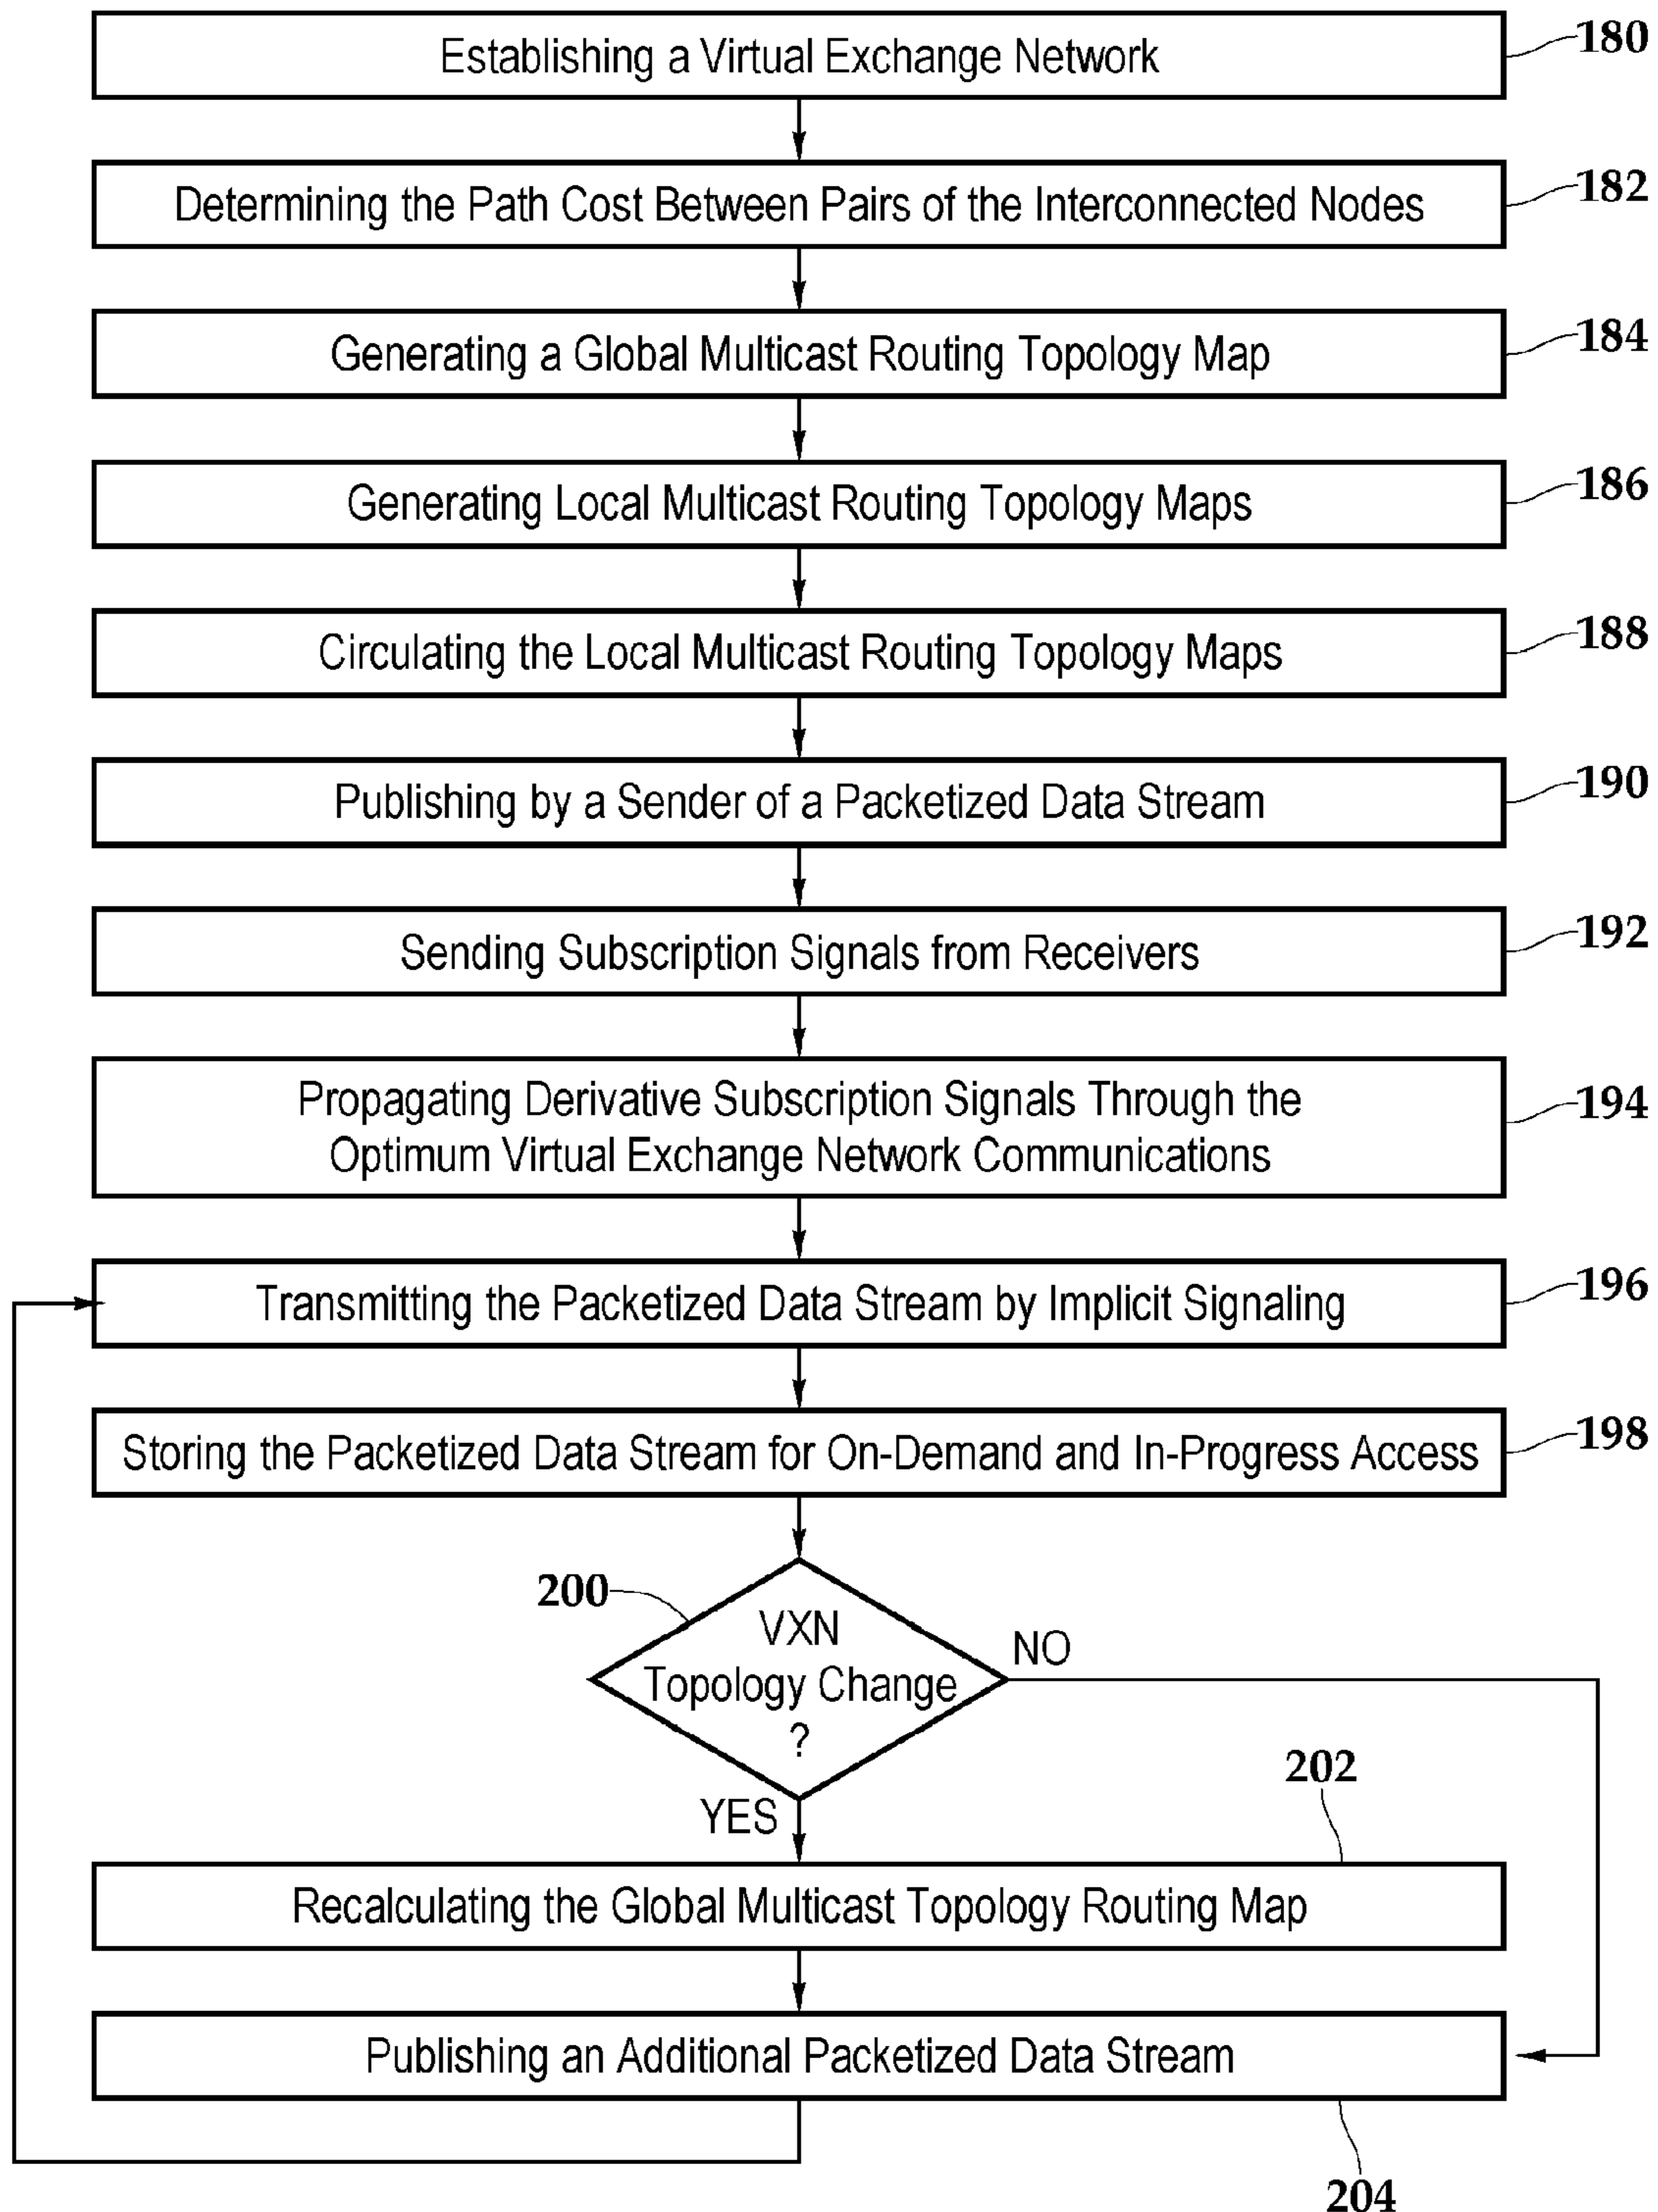 Establishing a Virtual Exchange Network
180
Determining the Path Cost Between Pairs of the Interconnected Nodes
182
Generating a Global Multicast Routing Topology Map
184
Generating Local Multicast Routing Topology Maps
186
Circulating the Local Multicast Routing Topology Maps
188
Publishing by a Sender of a Packetized Data Stream
190
Sending Subscription Signals from Receivers
192
Propagating Derivative Subscription Signals Through the
Optimum Virtual Exchange Network Communications
194
Transmitting the Packetized Data Stream by Implicit Signaling
196
Storing the Packetized Data Stream for On-Demand and In-Progress Access
198
200
VXN
Topology Change
?
NO
YES
202
Recalculating the Global Multicast Topology Routing Map
Publishing an Additional Packetized Data Stream
204